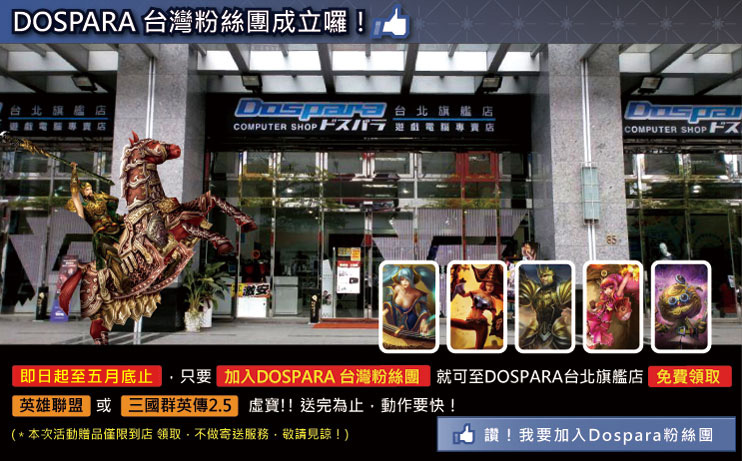 DOSPARA 台灣粉絲團成立囉！
台北旗艦店
遊戲電腦專賣店
Dospara
COMPUTER SHOP ドスパラ
台北旗艦店
遊戲電腦專賣店
Dospar
COMPUTER SHOP ドス
85
即日起至五月底止，只要 加入DOSPARA 台灣粉絲團 就可至DOSPARA台北旗艦店 免費領取
英雄聯盟 或 三國群英傳2.5 虛寶!! 送完為止．動作要快！
(＊本次活動贈品僅限到店 領取．不做寄送服務．敬請見諒！)
讚！我要加入Dospara粉絲團